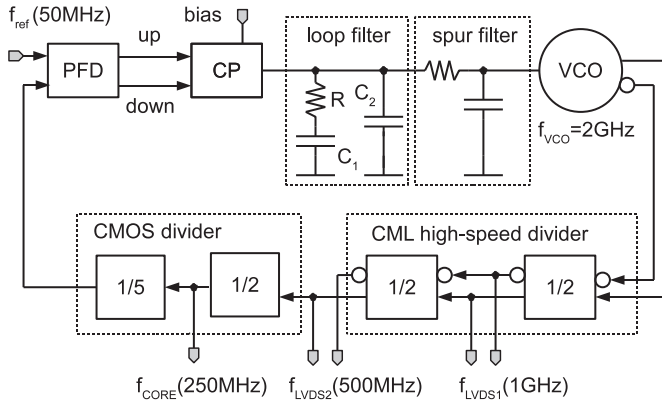 f_ref(50MHz)
up
bias
loop filter
spur filter
PFD
CP
VCO
down
R
C_2
C_1
f_VCO=2GHz
CMOS divider
CML high-speed divider
1/5
1/2
1/2
1/2
f_CORE(250MHz)
f_LVDS2(500MHz)
f_LVDS1(1GHz)